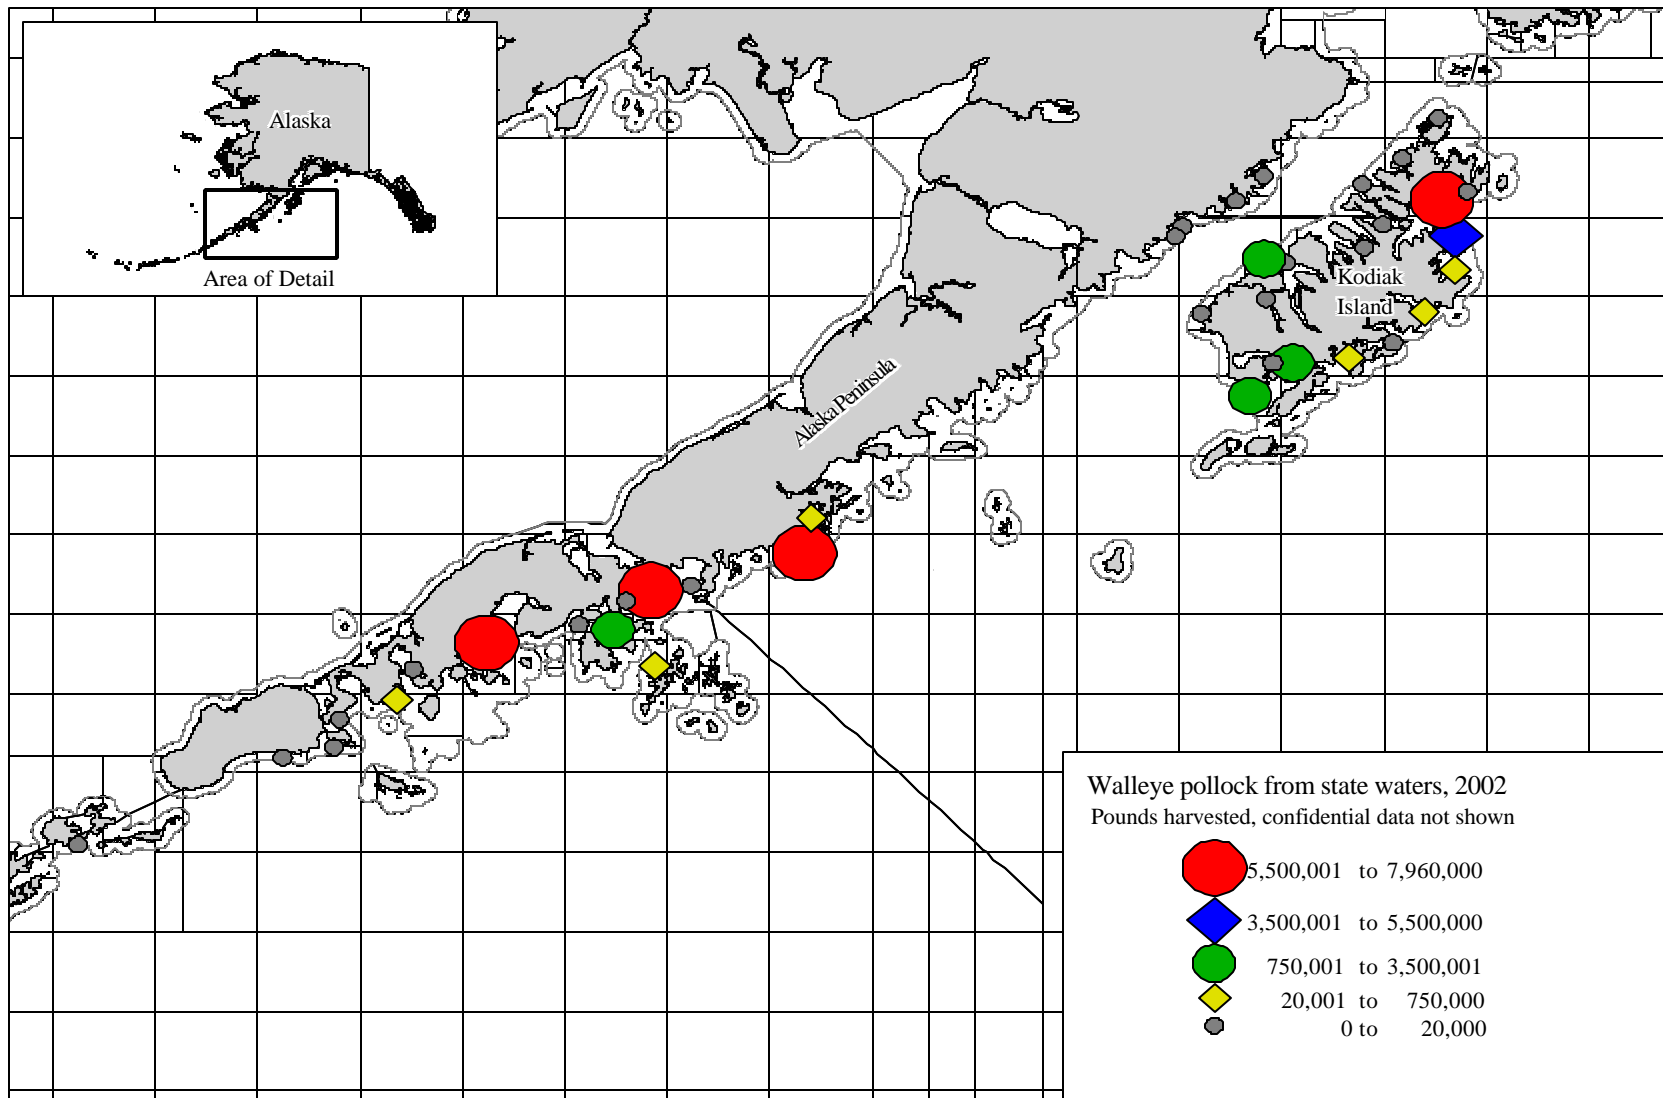 Alaska
Area of Detail
Kodiak
Island
Alaska Peninsula
Walleye pollock from state waters, 2002
Pounds harvested, confidential data not shown
5,500,001 to 7,960,000
3,500,001 to 5,500,000
750,001 to 3,500,001
20,001 to 750,000
0 to 20,000